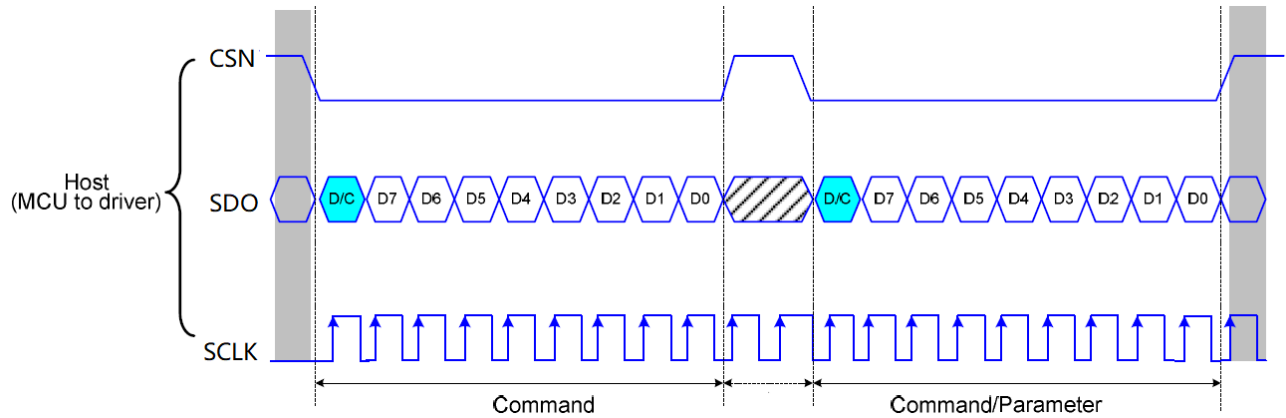 CSN
Host
(MCU to driver)
SDO
D/C D7 D6 D5 D4 D3 D2 D1 D0 D/C D7 D6 D5 D4 D3 D2 D1 D0
SCLK
Command Command/Parameter